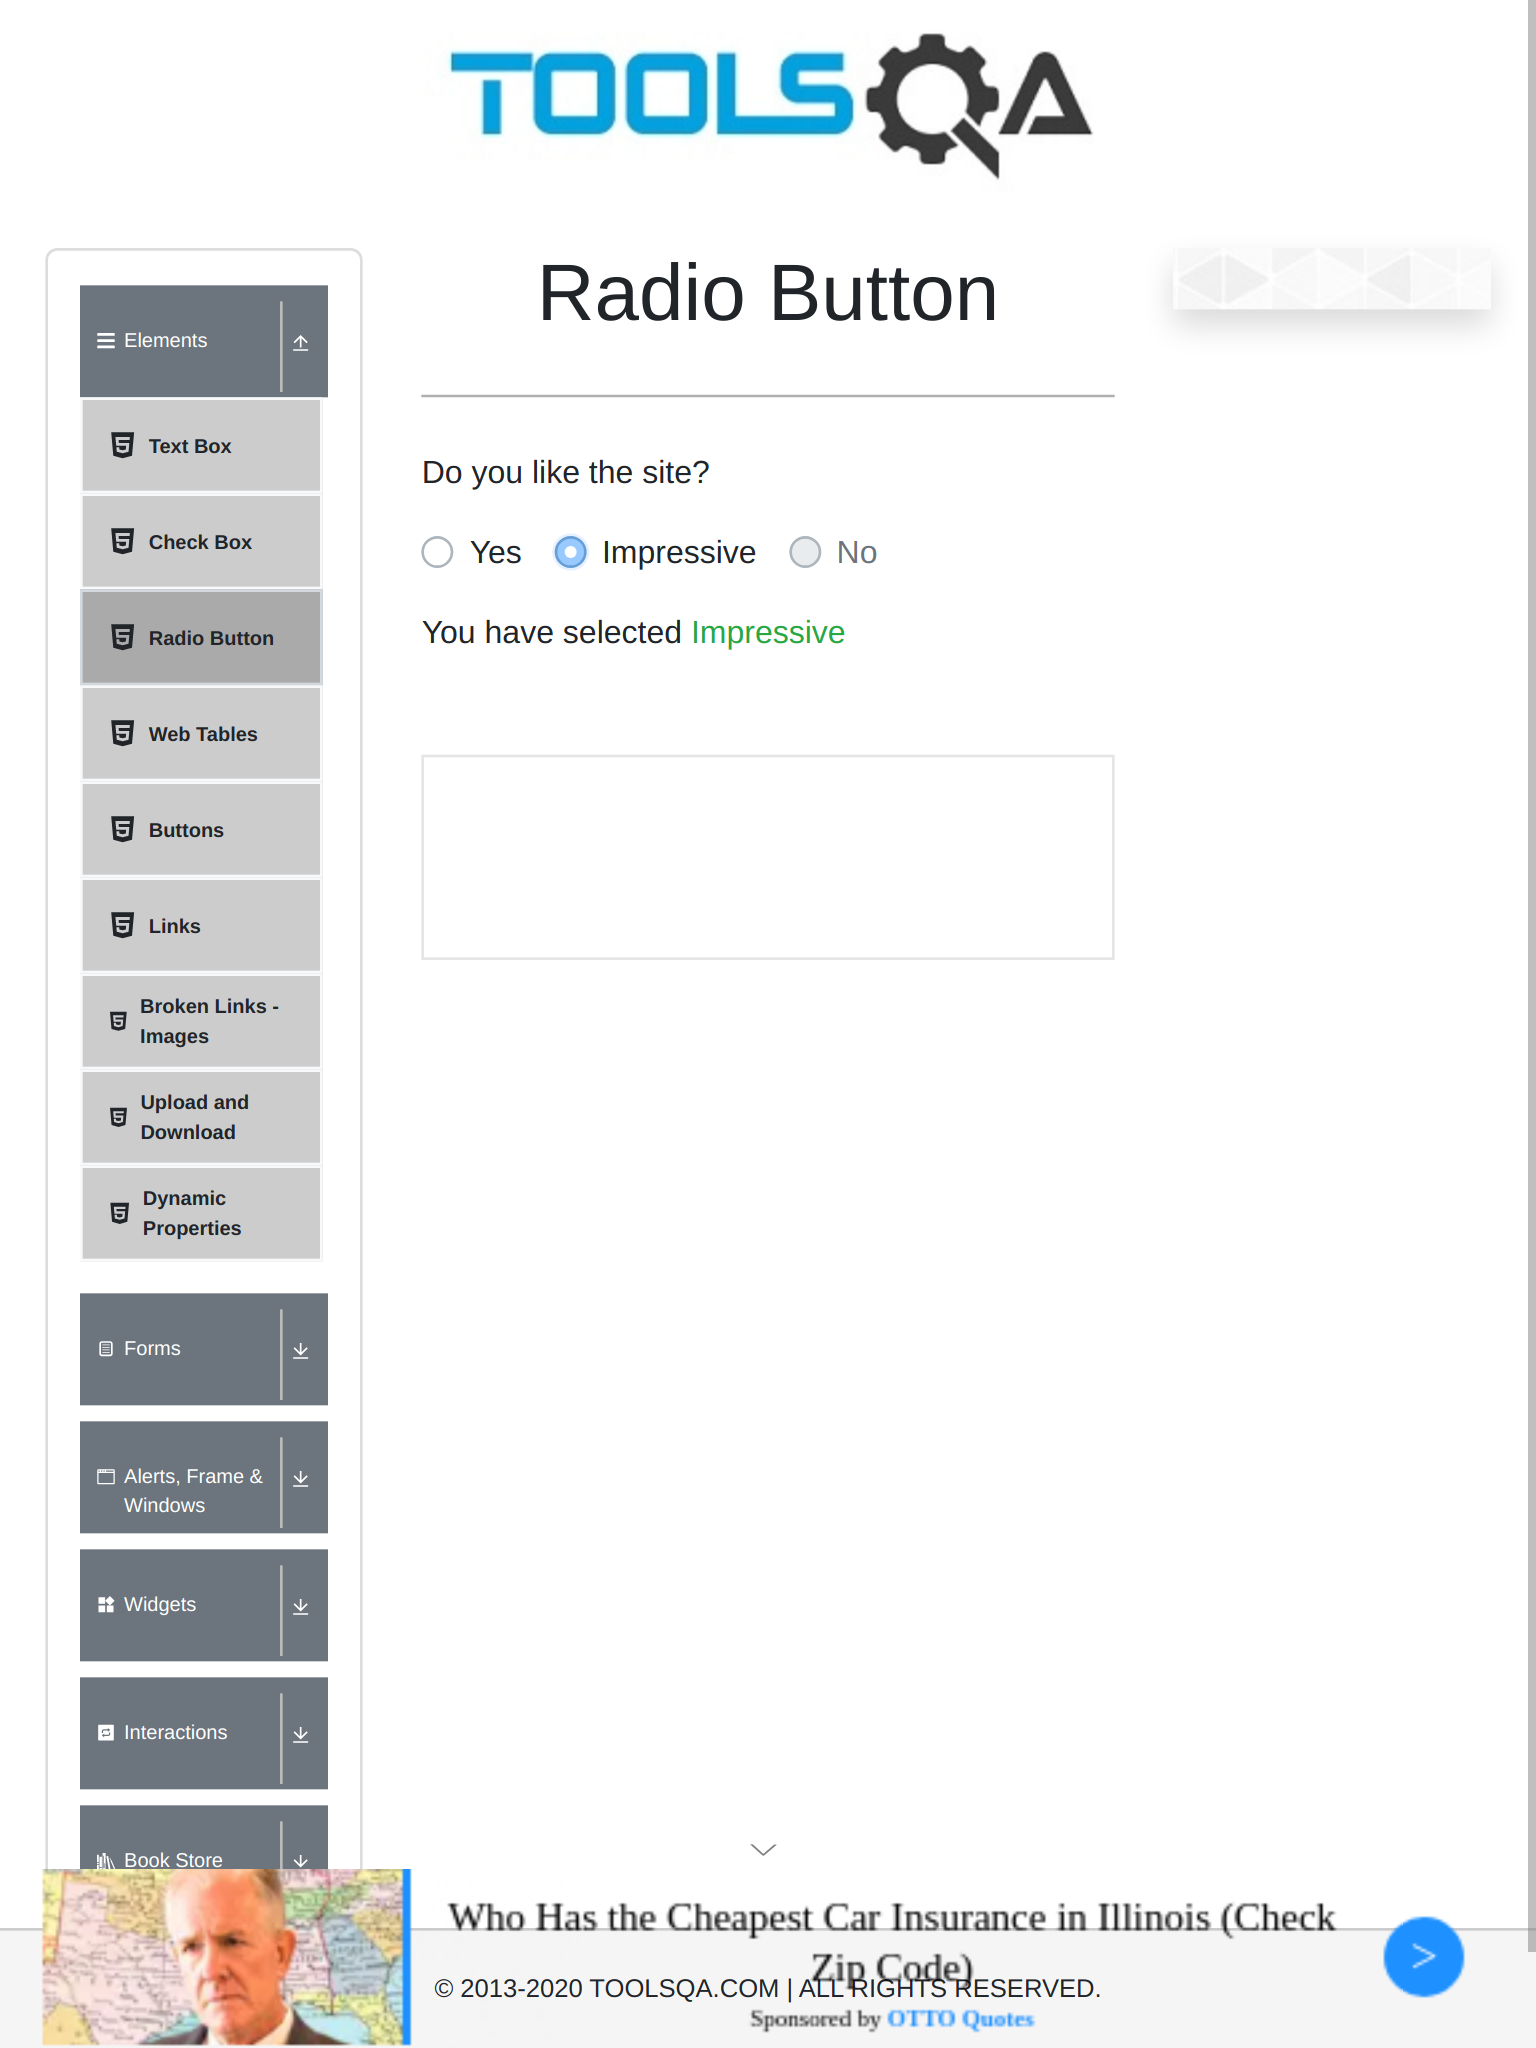 TOOLSQA
Radio Button
Elements
Text Box
Check Box
Radio Button
Web Tables
Buttons
Links
Broken Links -
Images
Upload and
Download
Dynamic
Properties
Forms
Alerts, Frame &
Windows
Widgets
Interactions
Book Store
Do you like the site?
Yes Impressive No
You have selected Impressive
Who Has the Cheapest Car Insurance in Illinois (Check
Zip Code)
© 2013-2020 TOOLSQA.COM | ALL RIGHTS RESERVED.
Sponsored by OTTO Quotes